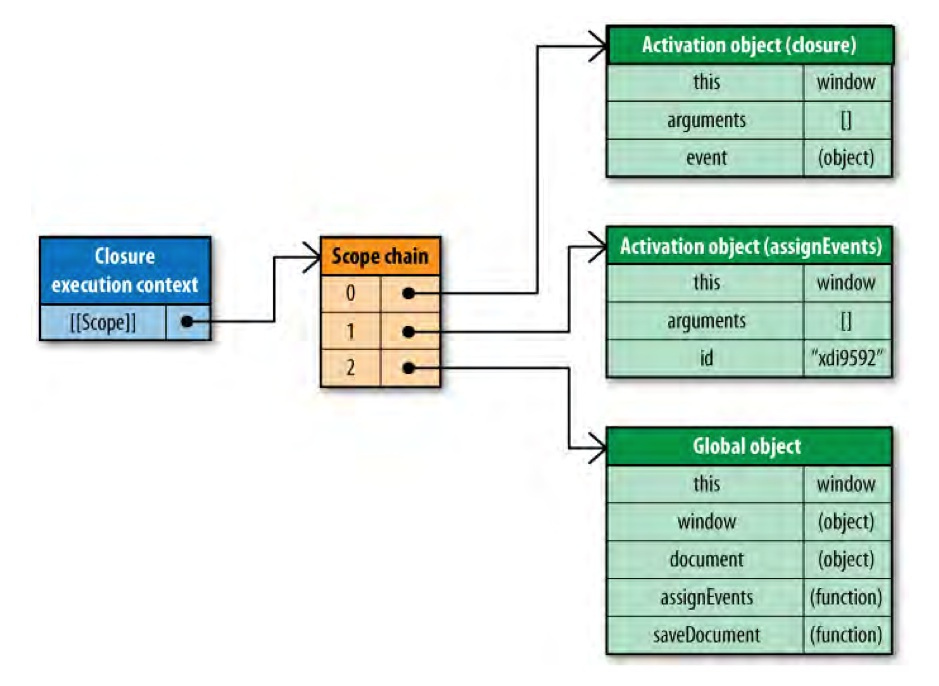 Closure
execution context
[[Scope]]
Scope chain
0
1
2
Activation object (closure)
this window
arguments []
event (object)
Activation object (assignEvents)
this window
arguments []
id "xdi9592"
Global object
this window
window (object)
document (object)
assignEvents (function)
saveDocument (function)